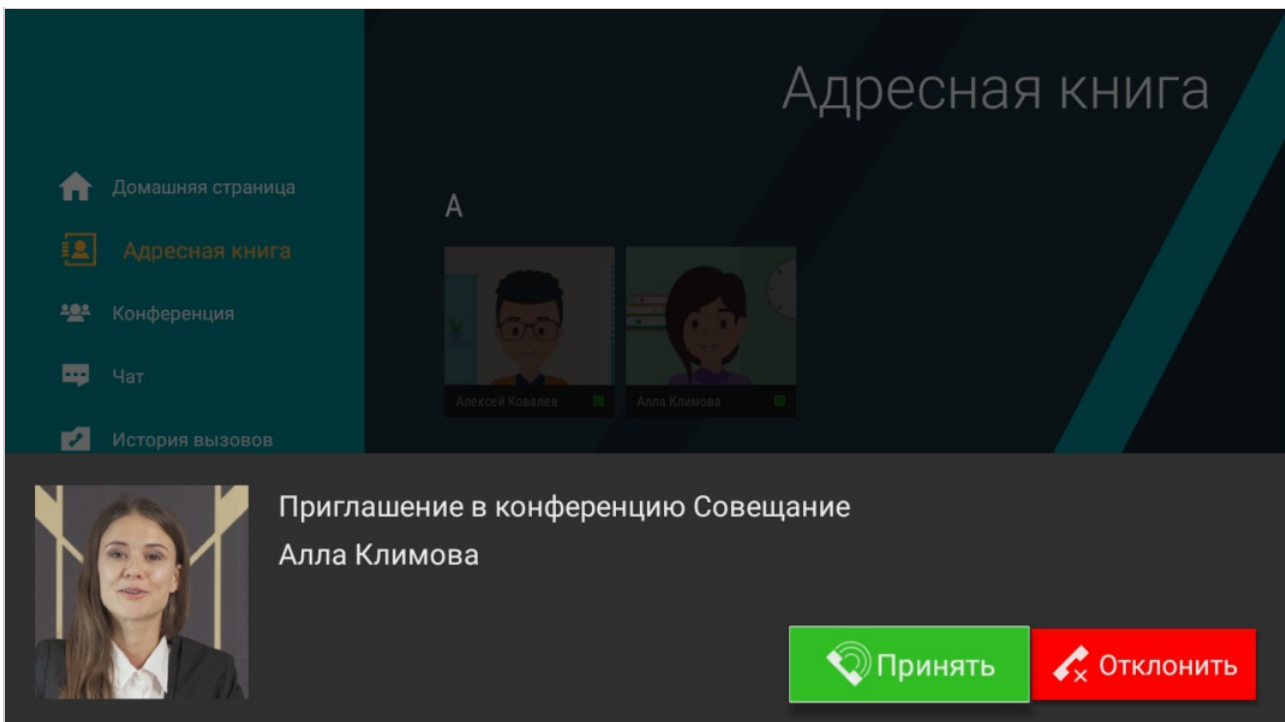 Адресная книга
Домашняя страница
Адресная книга
Конференция
Чат
История вызовов
А
Алексей Ковалев
Алла Климова
Приглашение в конференцию Совещание
Алла Климова
Принять
Отклонить